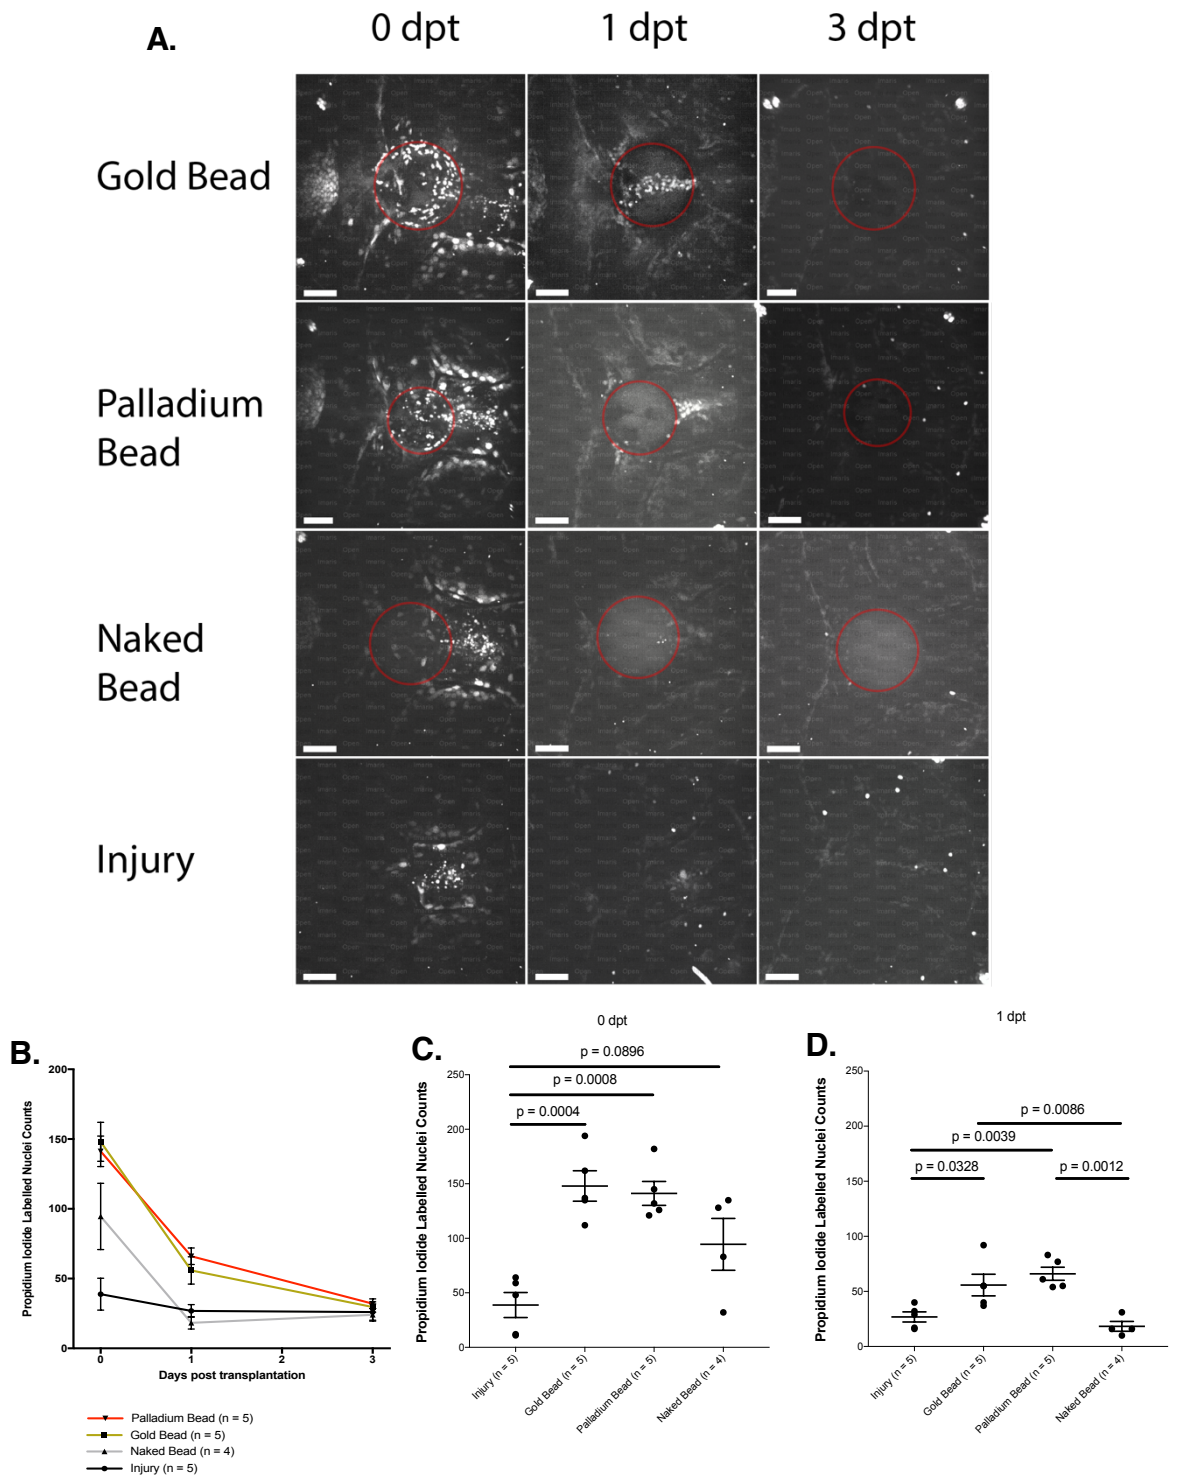 A.
0 dpt
1 dpt
3 dpt
Gold Bead
Palladium
Bead
Naked
Bead
Injury
B.
Propidium Iodide Labelled Nuclei Counts
200
150
100
50
0
0
1
2
3
Days post transplantation
Palladium Bead (n = 5)
Gold Bead (n = 5)
Naked Bead (n = 4)
Injury (n = 5)
C.
0 dpt
p = 0.0896
p = 0.0008
p = 0.0004
Propidium Iodide Labelled Nuclei Counts
250
200
150
100
50
0
Injury (n = 5)
Gold Bead (n = 5)
Palladium Bead (n = 5)
Naked Bead (n = 4)
D.
1 dpt
p = 0.0086
p = 0.0039
p = 0.0328
p = 0.0012
Propidium Iodide Labelled Nuclei Counts
250
200
150
100
50
0
Injury (n = 5)
Gold Bead (n = 5)
Palladium Bead (n = 5)
Naked Bead (n = 4)